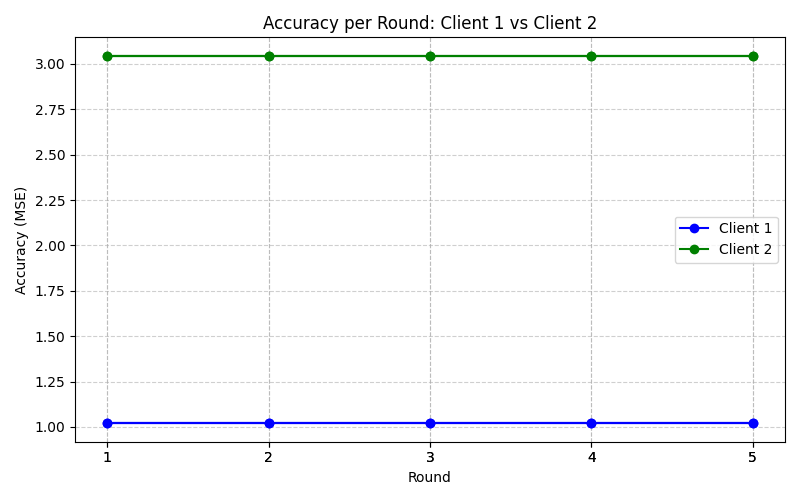 Accuracy per Round: Client 1 vs Client 2
3.00
2.75
2.50
2.25
2.00
1.75
1.50
1.25
1.00
Accuracy (MSE)
Client 1
Client 2
1 2 3 4 5
Round